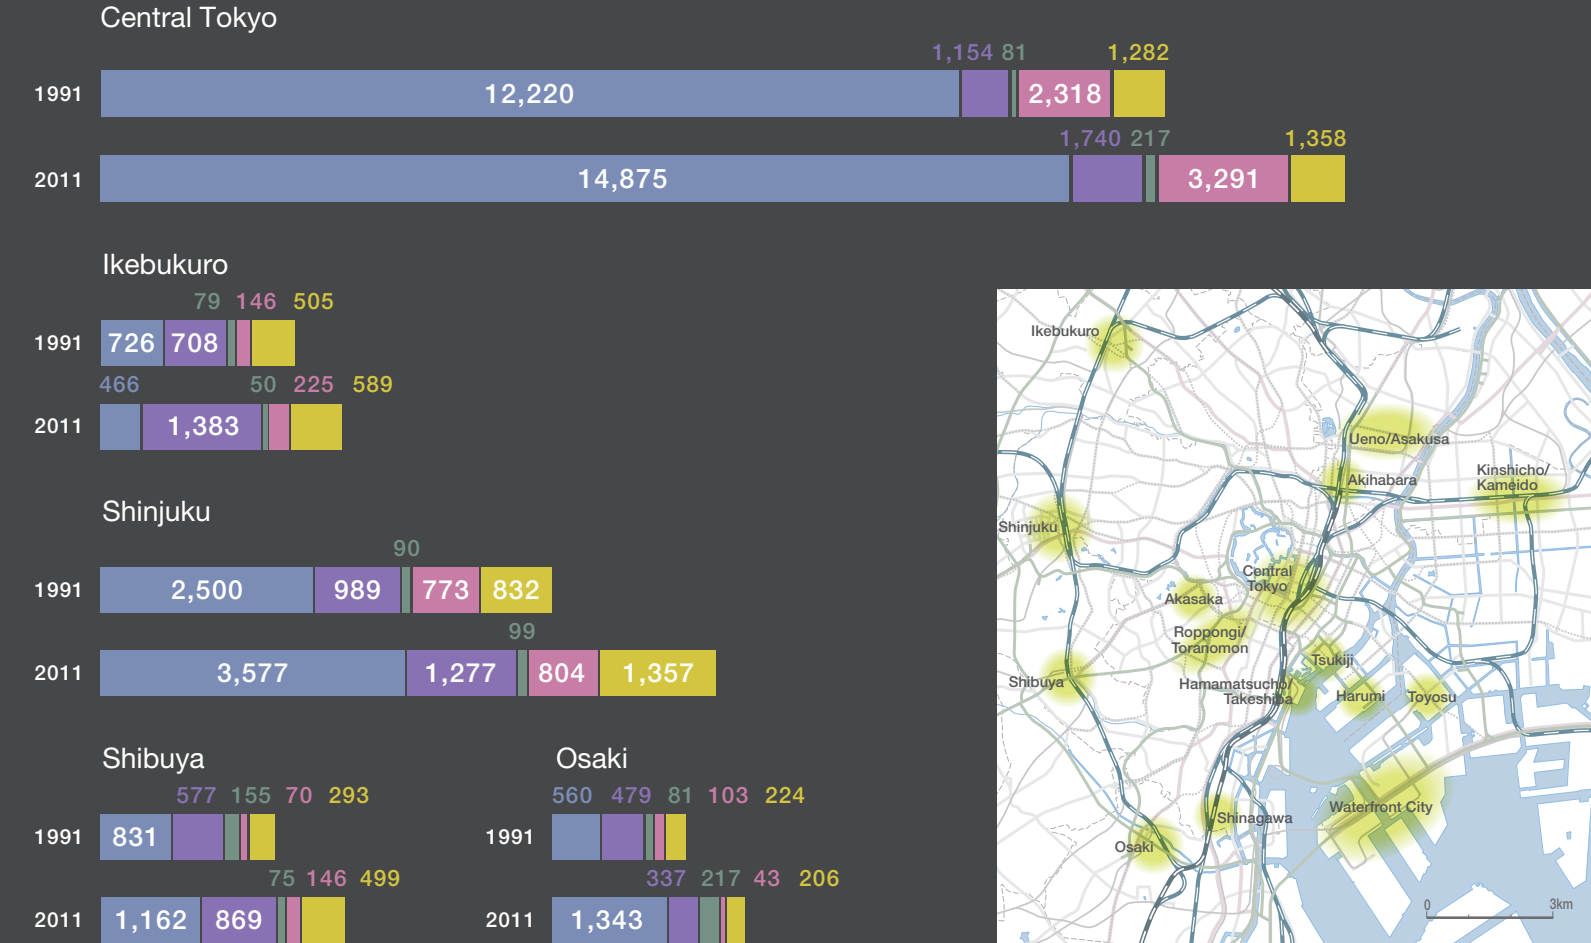 Central Tokyo
1,154 81 1,282
1991 12,220 2,318
1,740 217 1,358
2011 14,875 3,291
Ikebukuro
79 146 505
1991 726 708
466 50 225 589
2011 1,383
Shinjuku
90
1991 2,500 989 773 832
99
2011 3,577 1,277 804 1,357
Shibuya
577 155 70 293
1991 831
75 146 499
2011 1,162 869
Osaki
560 479 81 103 224
1991
337 217 43 206
2011 1,343
Ikebukuro
Ueno/Asakusa
Akihabara
Kinshicho/
Kameido
Shinjuku
Central
Tokyo
Akasaka
Roppongi/
Toranomon
Tsukiji
Shibuya
Hamamatsucho/
Takeshiba
Harumi
Toyosu
Waterfront City
Shinagawa
Osaki
0 3km